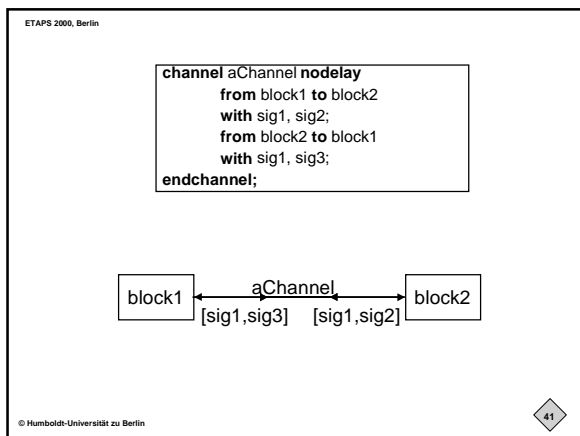 ETAPS 2000, Berlin
channel aChannel nodelay
from block1 to block2
with sig1, sig2;
from block2 to block1
with sig1, sig3;
endchannel;
block1
aChannel
block2
[sig1,sig3]
[sig1,sig2]
© Humboldt-Universität zu Berlin
41